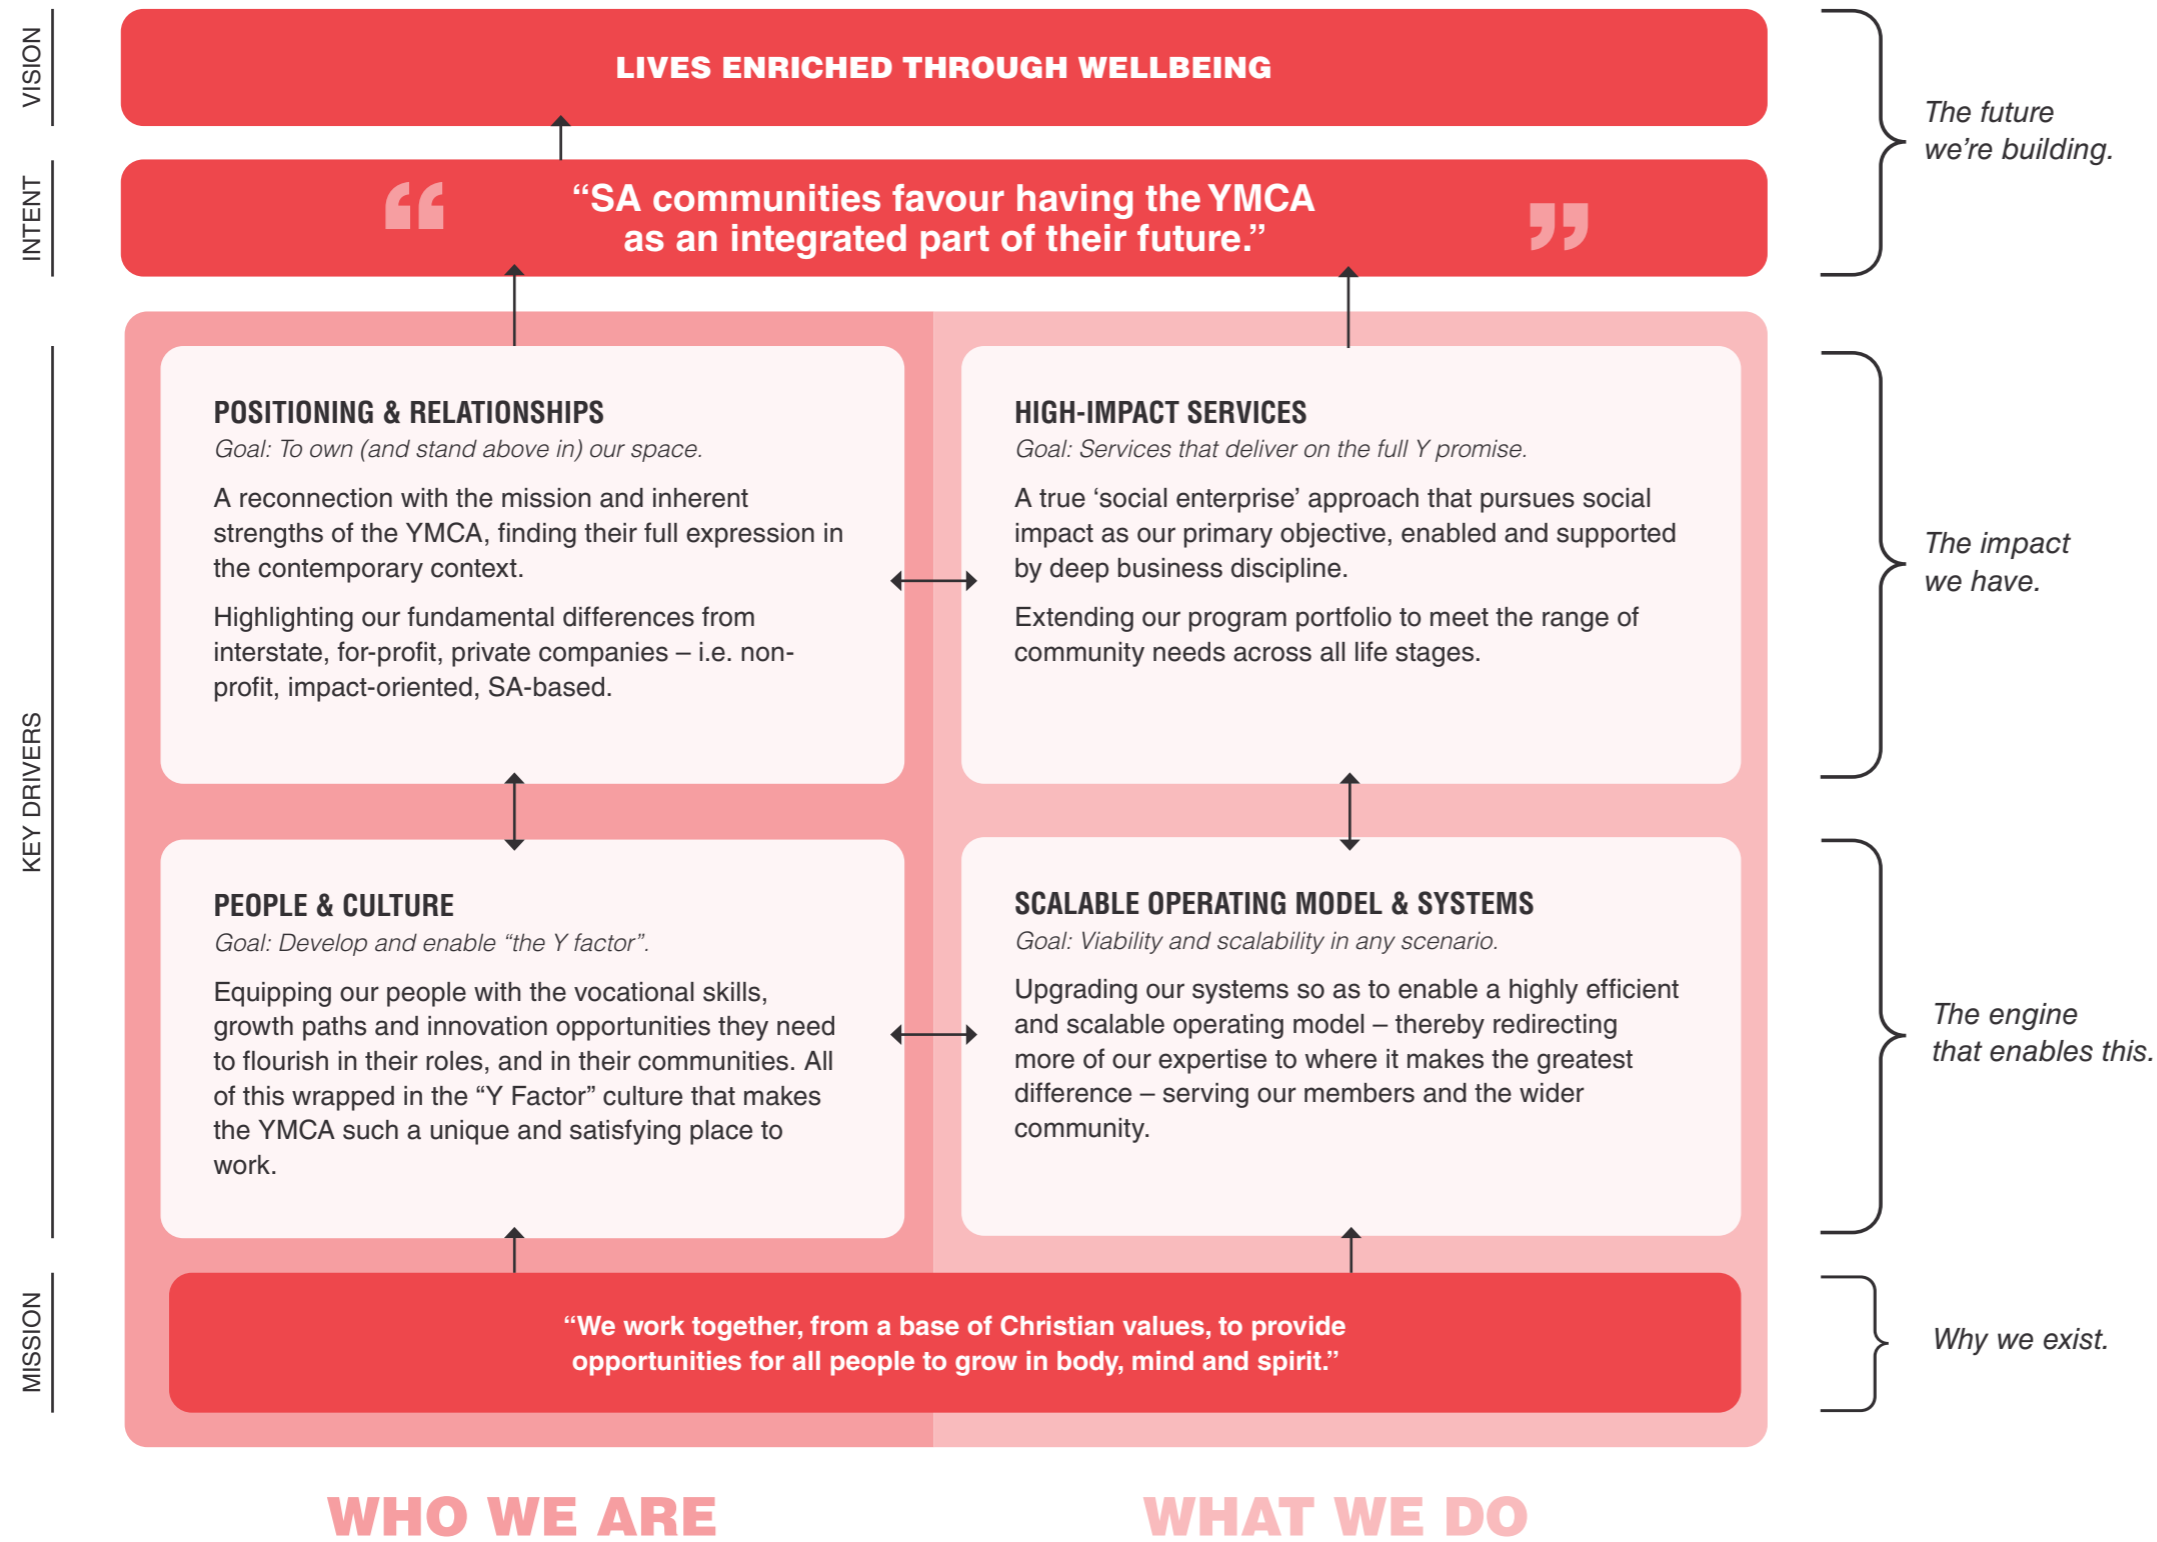 VISION
LIVES ENRICHED THROUGH WELLBEING
The future
we’re building.
INTENT
“SA communities favour having the YMCA
as an integrated part of their future.”
KEY DRIVERS
POSITIONING & RELATIONSHIPS
Goal: To own (and stand above in) our space.
A reconnection with the mission and inherent
strengths of the YMCA, finding their full expression in
the contemporary context.
Highlighting our fundamental differences from
interstate, for-profit, private companies – i.e. non-
profit, impact-oriented, SA-based.
HIGH-IMPACT SERVICES
Goal: Services that deliver on the full Y promise.
A true ‘social enterprise’ approach that pursues social
impact as our primary objective, enabled and supported
by deep business discipline.
Extending our program portfolio to meet the range of
community needs across all life stages.
The impact
we have.
PEOPLE & CULTURE
Goal: Develop and enable “the Y factor”.
Equipping our people with the vocational skills,
growth paths and innovation opportunities they need
to flourish in their roles, and in their communities. All
of this wrapped in the “Y Factor” culture that makes
the YMCA such a unique and satisfying place to
work.
SCALABLE OPERATING MODEL & SYSTEMS
Goal: Viability and scalability in any scenario.
Upgrading our systems so as to enable a highly efficient
and scalable operating model – thereby redirecting
more of our expertise to where it makes the greatest
difference – serving our members and the wider
community.
The engine
that enables this.
MISSION
“We work together, from a base of Christian values, to provide
opportunities for all people to grow in body, mind and spirit.”
Why we exist.
WHO WE ARE
WHAT WE DO